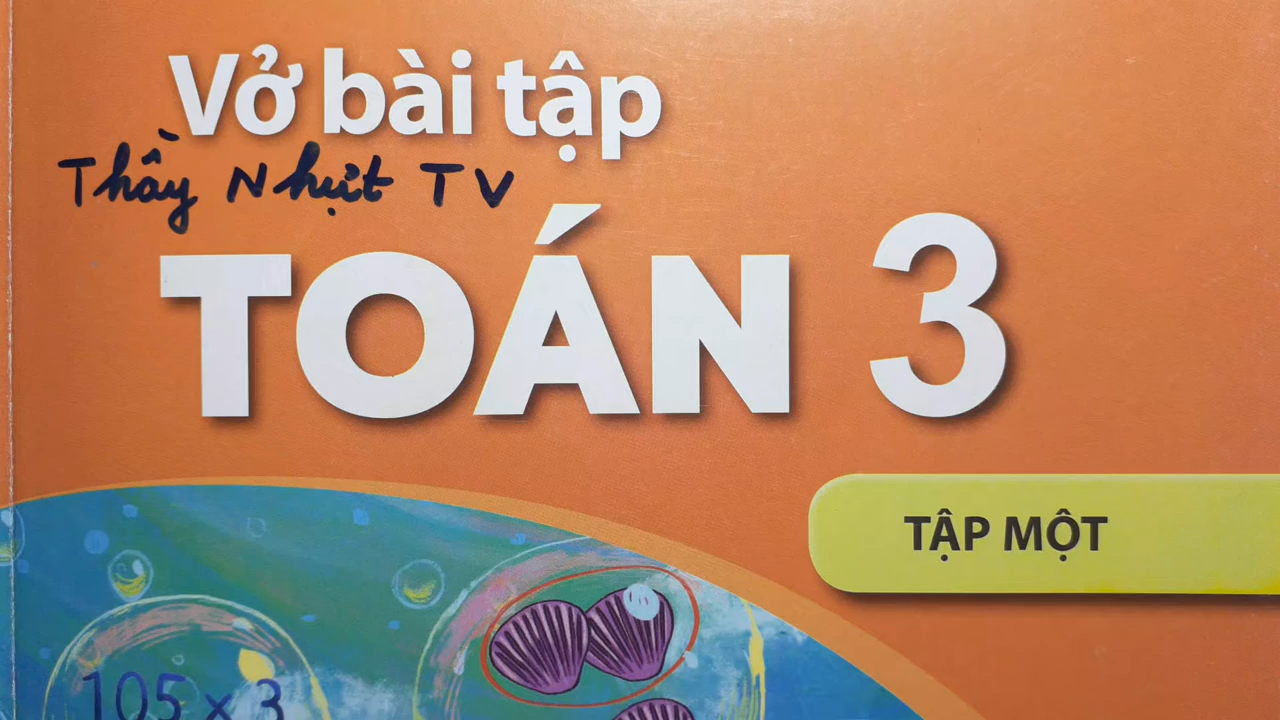 Vở bài tập
Thầy Nhựt TV
TOÁN 3
TẬP MỘT
105 x 3